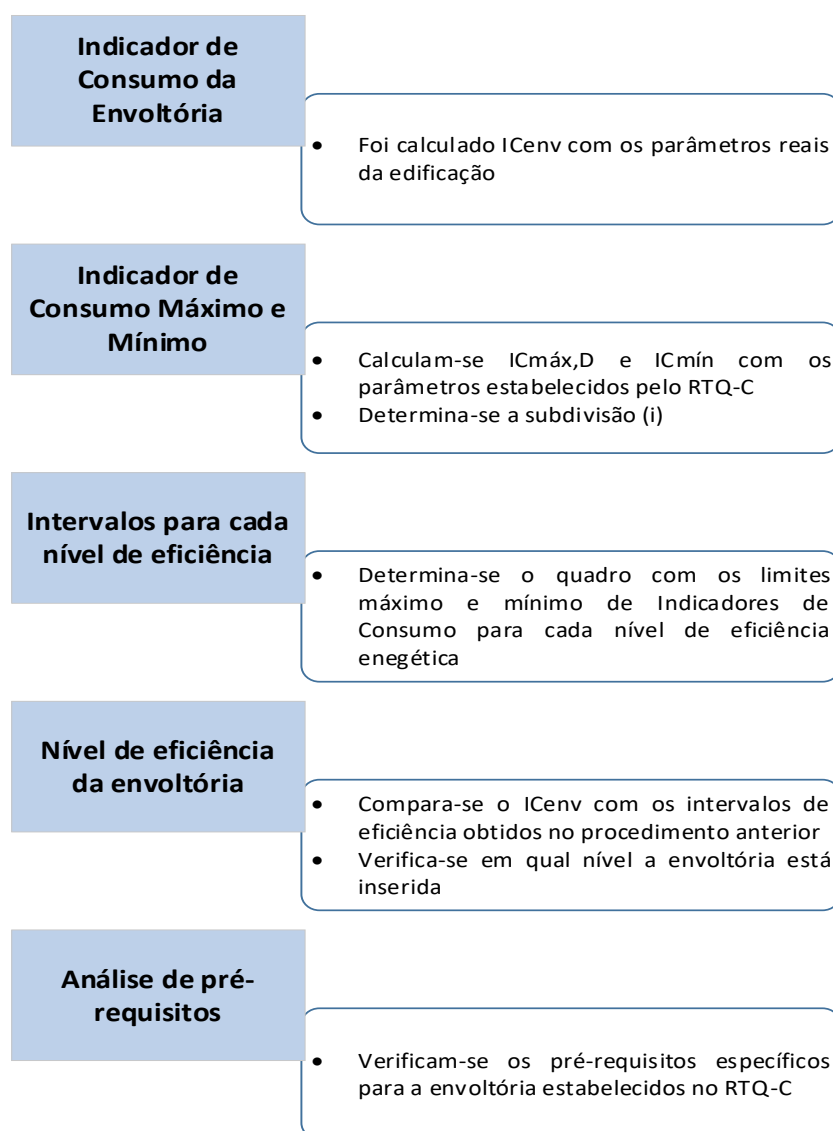 Indicador de
Consumo da
Envoltória
• Foi calculado ICenv com os parâmetros reais
da edificação
Indicador de
Consumo Máximo e
Mínimo
• Calculam-se ICmáx,D e ICmín com os
parâmetros estabelecidos pelo RTQ-C
• Determina-se a subdivisão (i)
Intervalos para cada
nível de eficiência
• Determina-se o quadro com os limites
máximo e mínimo de Indicadores de
Consumo para cada nível de eficiência
enegética
Nível de eficiência
da envoltória
• Compara-se o ICenv com os intervalos de
eficiência obtidos no procedimento anterior
• Verifica-se em qual nível a envoltória está
inserida
Análise de pré-
requisitos
• Verificam-se os pré-requisitos específicos
para a envoltória estabelecidos no RTQ-C